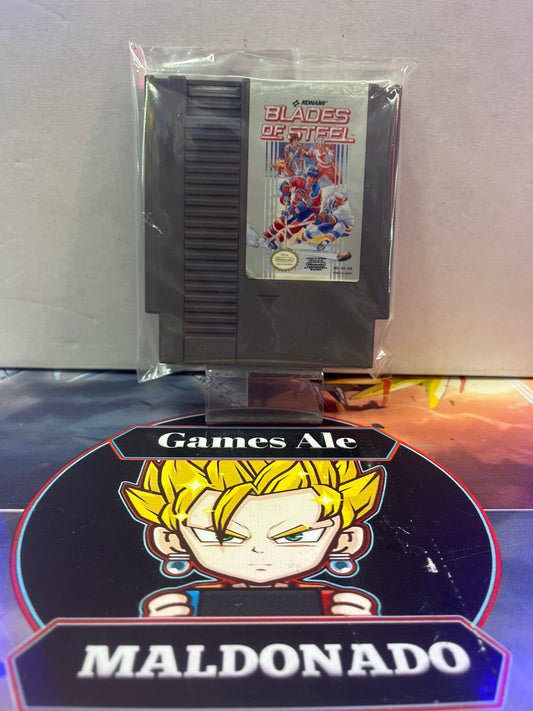 KONAMI
BLADES
OF STEEL
Games Ale
MALDONADO